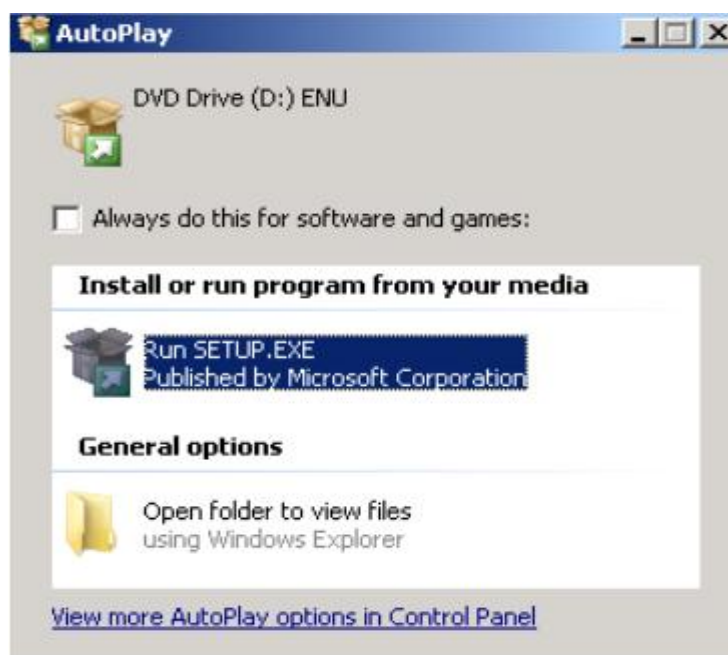 AutoPlay
DVD Drive (D:) ENU
Always do this for software and games:
Install or run program from your media
Run SETUP.EXE
Published by Microsoft Corporation
General options
Open folder to view files
using Windows Explorer
View more AutoPlay options in Control Panel